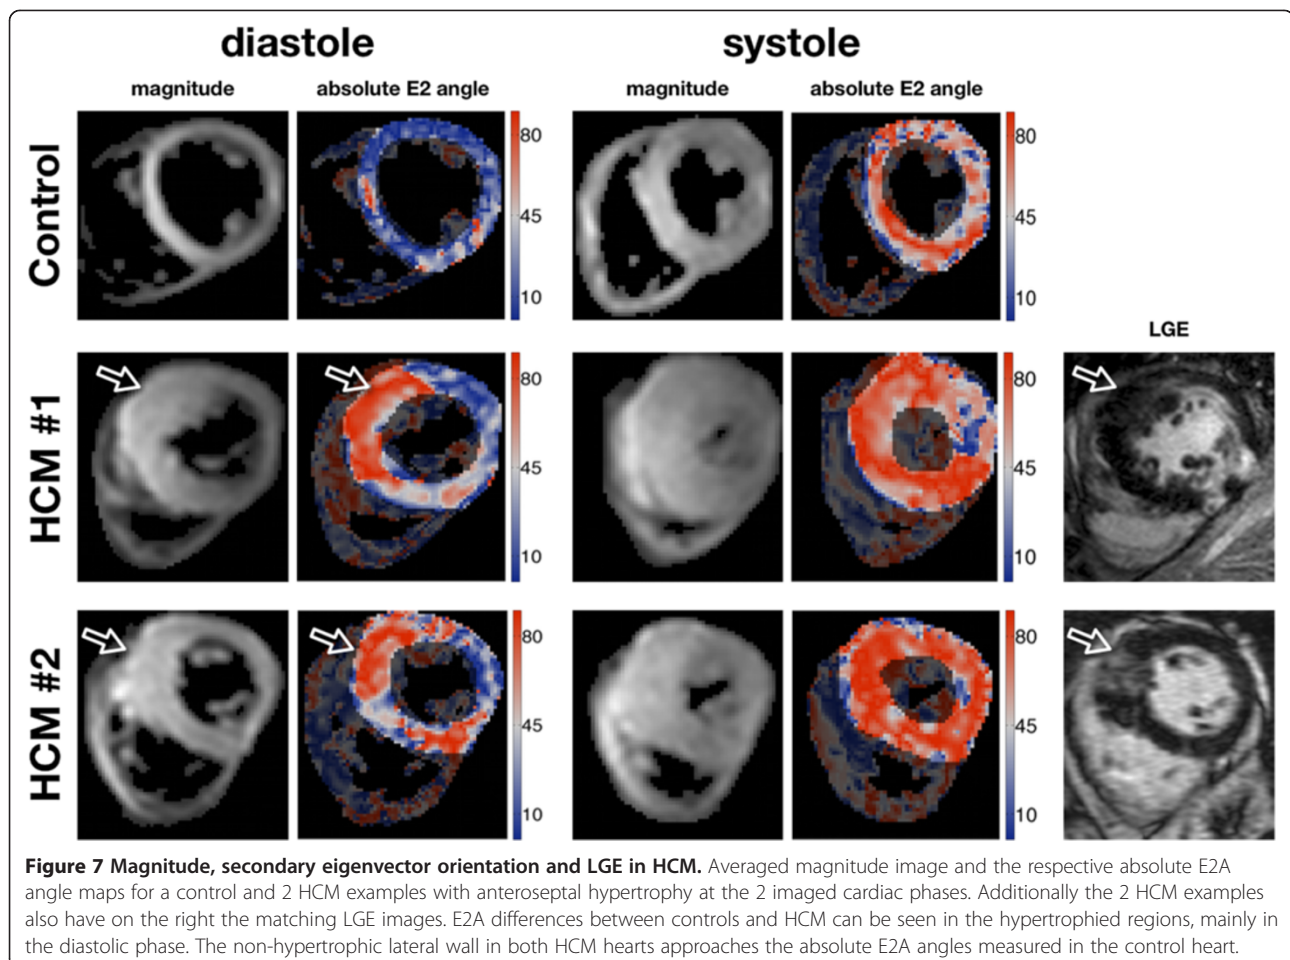 diastole systole
magnitude absolute E2 angle magnitude absolute E2 angle
Control
80
45
10
80
45
10
LGE
HCM #1
80
45
10
80
45
10
HCM #2
80
45
10
80
45
10
Figure 7 Magnitude, secondary eigenvector orientation and LGE in HCM. Averaged magnitude image and the respective absolute E2A
angle maps for a control and 2 HCM examples with anteroseptal hypertrophy at the 2 imaged cardiac phases. Additionally the 2 HCM examples
also have on the right the matching LGE images. E2A differences between controls and HCM can be seen in the hypertrophied regions, mainly in
the diastolic phase. The non-hypertrophic lateral wall in both HCM hearts approaches the absolute E2A angles measured in the control heart.